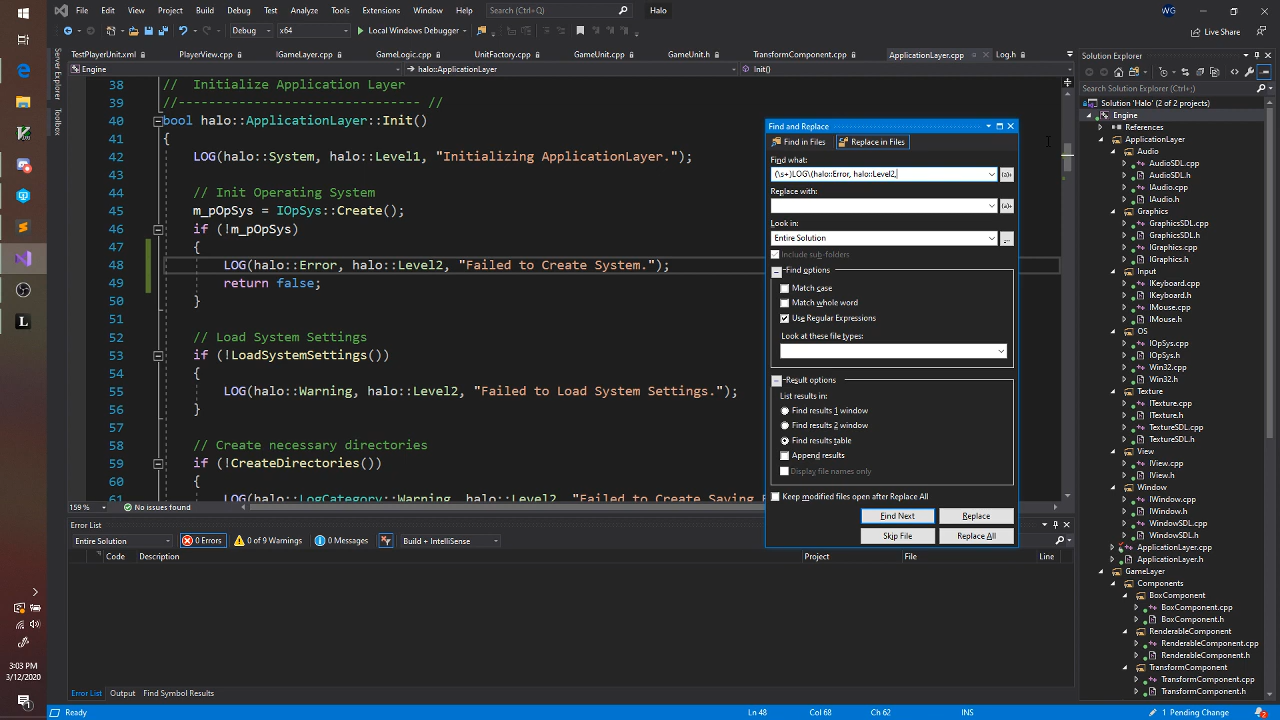 File Edit View Project Build Debug Test Analyze Tools Extensions Window Help Search (Ctrl+Q) Halo WG
Debug x64 Local Windows Debugger Live Share
TestPlayerUnit.xml PlayerView.cpp IGameLayer.cpp GameLogic.cpp UnitFactory.cpp GameUnit.cpp GameUnit.h TransformComponent.cpp ApplicationLayer.cpp Log.h
Engine halo::ApplicationLayer Init()
Server Explorer
Toolbox
38 // Initialize Application Layer
39 //------------------------------- //
40 bool halo::ApplicationLayer::Init()
41 {
42 LOG(halo::System, halo::Level1, "Initializing ApplicationLayer.");
43
44 // Init Operating System
45 m_pOpSys = IOpSys::Create();
46 if (!m_pOpSys)
47 {
48 LOG(halo::Error, halo::Level2, "Failed to Create System.");
49 return false;
50 }
51
52 // Load System Settings
53 if (!LoadSystemSettings())
54 {
55 LOG(halo::Warning, halo::Level2, "Failed to Load System Settings.");
56 }
57
58 // Create necessary directories
59 if (!CreateDirectories())
60 {
61 LOG(halo::LogCategory::Warning, halo::Level2, "Failed to Create Saving
159 % No issues found
Find and Replace
Find in Files Replace in Files
Find what:
(\s+)LOG\(halo::Error, halo::Level2, (a)+
Replace with:
(a)+
Look in:
Entire Solution ...
Include sub-folders
Find options
Match case
Match whole word
Use Regular Expressions
Look at these file types:
Result options
List results in:
Find results 1 window
Find results 2 window
Find results table
Append results
Display file names only
Keep modified files open after Replace All
Find Next Replace
Skip File Replace All
Solution Explorer
Search Solution Explorer (Ctrl+;)
Solution 'Halo' (2 of 2 projects)
Engine
References
ApplicationLayer
Audio
AudioSDL.cpp
AudioSDL.h
IAudio.cpp
IAudio.h
Graphics
GraphicsSDL.cpp
GraphicsSDL.h
IGraphics.cpp
IGraphics.h
Input
IKeyboard.cpp
IKeyboard.h
IMouse.cpp
IMouse.h
OS
IOpSys.cpp
IOpSys.h
Win32.cpp
Win32.h
Texture
ITexture.cpp
ITexture.h
TextureSDL.cpp
TextureSDL.h
View
IView.cpp
IView.h
Window
IWindow.cpp
IWindow.h
WindowSDL.cpp
WindowSDL.h
ApplicationLayer.cpp
ApplicationLayer.h
GameLayer
Components
BoxComponent
BoxComponent.cpp
BoxComponent.h
RenderableComponent
RenderableComponent.cpp
RenderableComponent.h
TransformComponent
TransformComponent.cpp
TransformComponent.h
Error List
Entire Solution 0 Errors 0 of 9 Warnings 0 Messages Build + IntelliSense
Code Description Project File Line
Error List Output Find Symbol Results
Ready Ln 48 Col 68 Ch 62 INS 1 Pending Change 2
L
3:03 PM
3/12/2020